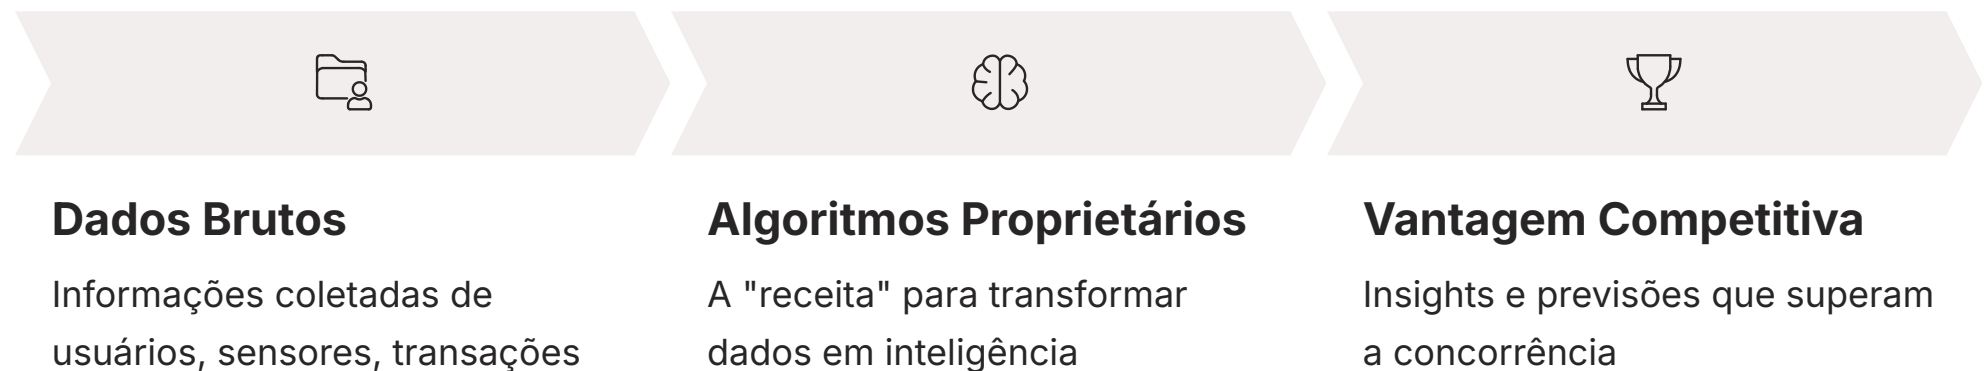 Dados Brutos
Informações coletadas de
usuários, sensores, transações
Algoritmos Proprietários
A "receita" para transformar
dados em inteligência
Vantagem Competitiva
Insights e previsões que superam
a concorrência